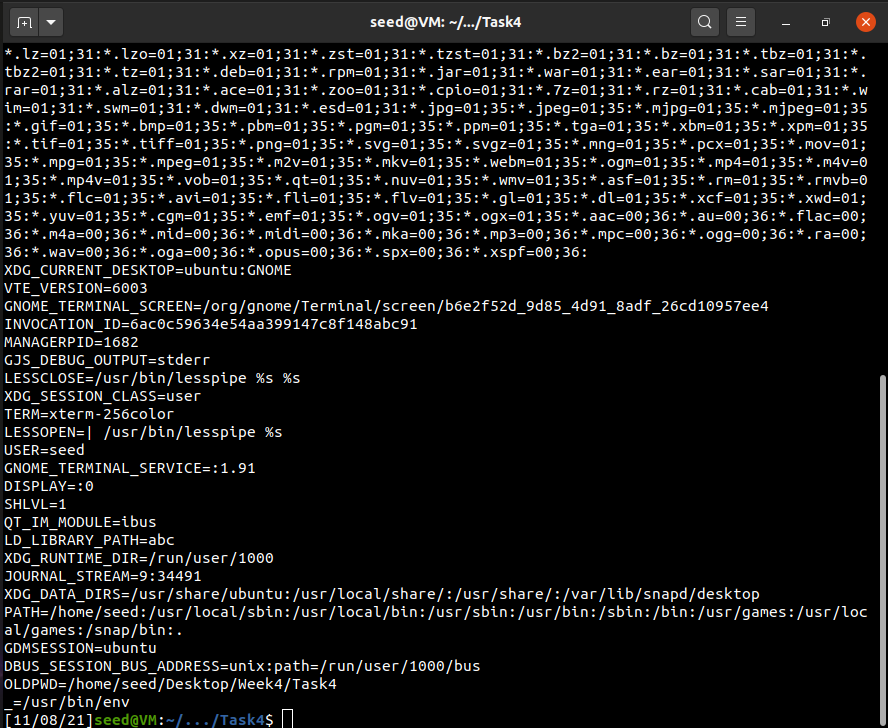 seed@VM: ~/.../Task4
*.lz=01;31:*.lzo=01;31:*.xz=01;31:*.zst=01;31:*.tzst=01;31:*.bz2=01;31:*.bz=01;31:*.tbz=01;31:*.
tbz2=01;31:*.tz=01;31:*.deb=01;31:*.rpm=01;31:*.jar=01;31:*.war=01;31:*.ear=01;31:*.sar=01;31:*.
rar=01;31:*.alz=01;31:*.ace=01;31:*.zoo=01;31:*.cpio=01;31:*.7z=01;31:*.rz=01;31:*.cab=01;31:*.w
im=01;31:*.swm=01;31:*.dwm=01;31:*.esd=01;31:*.jpg=01;35:*.jpeg=01;35:*.mjpg=01;35:*.mjpeg=01;35
:*.gif=01;35:*.bmp=01;35:*.pbm=01;35:*.pgm=01;35:*.ppm=01;35:*.tga=01;35:*.xbm=01;35:*.xpm=01;35
:*.tif=01;35:*.tiff=01;35:*.png=01;35:*.svg=01;35:*.svgz=01;35:*.mng=01;35:*.pcx=01;35:*.mov=01;
35:*.mpg=01;35:*.mpeg=01;35:*.m2v=01;35:*.mkv=01;35:*.webm=01;35:*.ogm=01;35:*.mp4=01;35:*.m4v=0
1;35:*.mp4v=01;35:*.vob=01;35:*.qt=01;35:*.nuv=01;35:*.wmv=01;35:*.asf=01;35:*.rm=01;35:*.rmvb=0
1;35:*.flc=01;35:*.avi=01;35:*.fli=01;35:*.flv=01;35:*.gl=01;35:*.dl=01;35:*.xcf=01;35:*.xwd=01;
35:*.yuv=01;35:*.cgm=01;35:*.emf=01;35:*.ogv=01;35:*.ogx=01;35:*.aac=00;36:*.au=00;36:*.flac=00;
36:*.m4a=00;36:*.mid=00;36:*.midi=00;36:*.mka=00;36:*.mp3=00;36:*.mpc=00;36:*.ogg=00;36:*.ra=00;
36:*.wav=00;36:*.oga=00;36:*.opus=00;36:*.spx=00;36:*.xspf=00;36:
XDG_CURRENT_DESKTOP=ubuntu:GNOME
VTE_VERSION=6003
GNOME_TERMINAL_SCREEN=/org/gnome/Terminal/screen/b6e2f52d_9d85_4d91_8adf_26cd10957ee4
INVOCATION_ID=6ac0c59634e54aa399147c8f148abc91
MANAGERPID=1682
GJS_DEBUG_OUTPUT=stderr
LESSCLOSE=/usr/bin/lesspipe %s %s
XDG_SESSION_CLASS=user
TERM=xterm-256color
LESSOPEN=| /usr/bin/lesspipe %s
USER=seed
GNOME_TERMINAL_SERVICE=:1.91
DISPLAY=:0
SHLVL=1
QT_IM_MODULE=ibus
LD_LIBRARY_PATH=abc
XDG_RUNTIME_DIR=/run/user/1000
JOURNAL_STREAM=9:34491
XDG_DATA_DIRS=/usr/share/ubuntu:/usr/local/share/:/usr/share/:/var/lib/snapd/desktop
PATH=/home/seed:/usr/local/sbin:/usr/local/bin:/usr/sbin:/usr/bin:/sbin:/bin:/usr/games:/usr/loc
al/games:/snap/bin:.
GDMSESSION=ubuntu
DBUS_SESSION_BUS_ADDRESS=unix:path=/run/user/1000/bus
OLDPWD=/home/seed/Desktop/Week4/Task4
_=/usr/bin/env
[11/08/21]seed@VM:~/.../Task4$